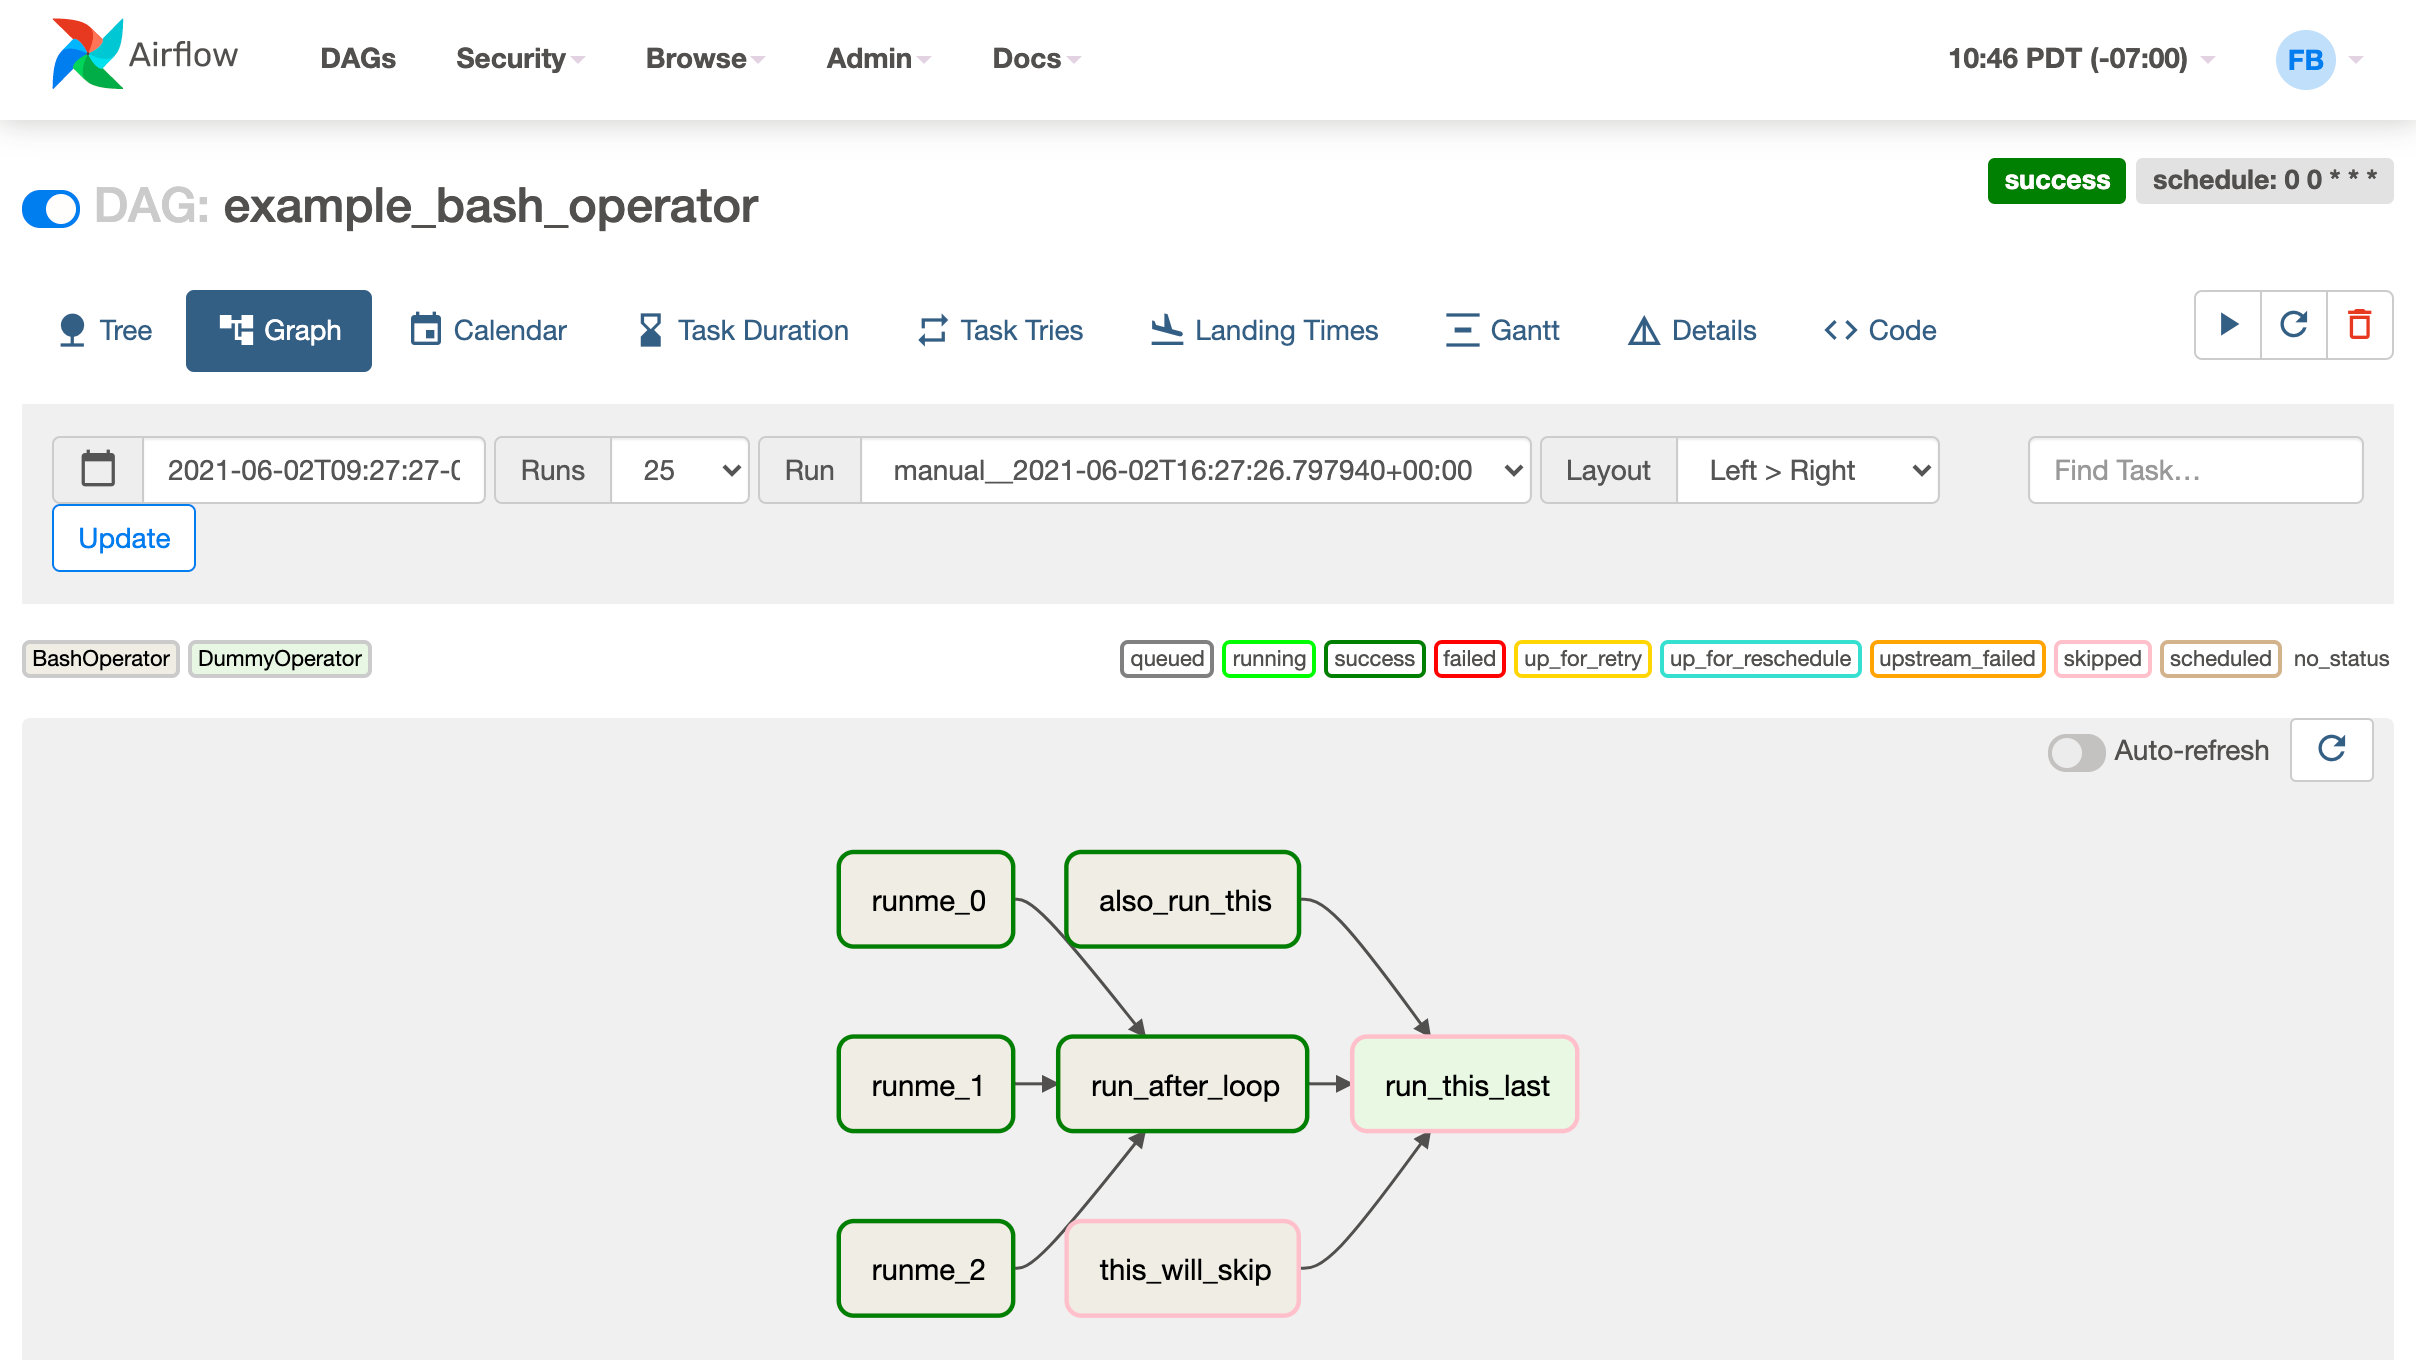 Airflow DAGs Security Browse Admin Docs 10:46 PDT (-07:00) FB
DAG: example_bash_operator success schedule: 0 0 * * *
Tree Graph Calendar Task Duration Task Tries Landing Times Gantt Details Code
2021-06-02T09:27:27-0 Runs 25 Run manual__2021-06-02T16:27:26.797940+00:00 Layout Left > Right Find Task...
Update
BashOperator DummyOperator queued running success failed up_for_retry up_for_reschedule upstream_failed skipped scheduled no_status
Auto-refresh
runme_0 also_run_this
runme_1 run_after_loop run_this_last
runme_2 this_will_skip